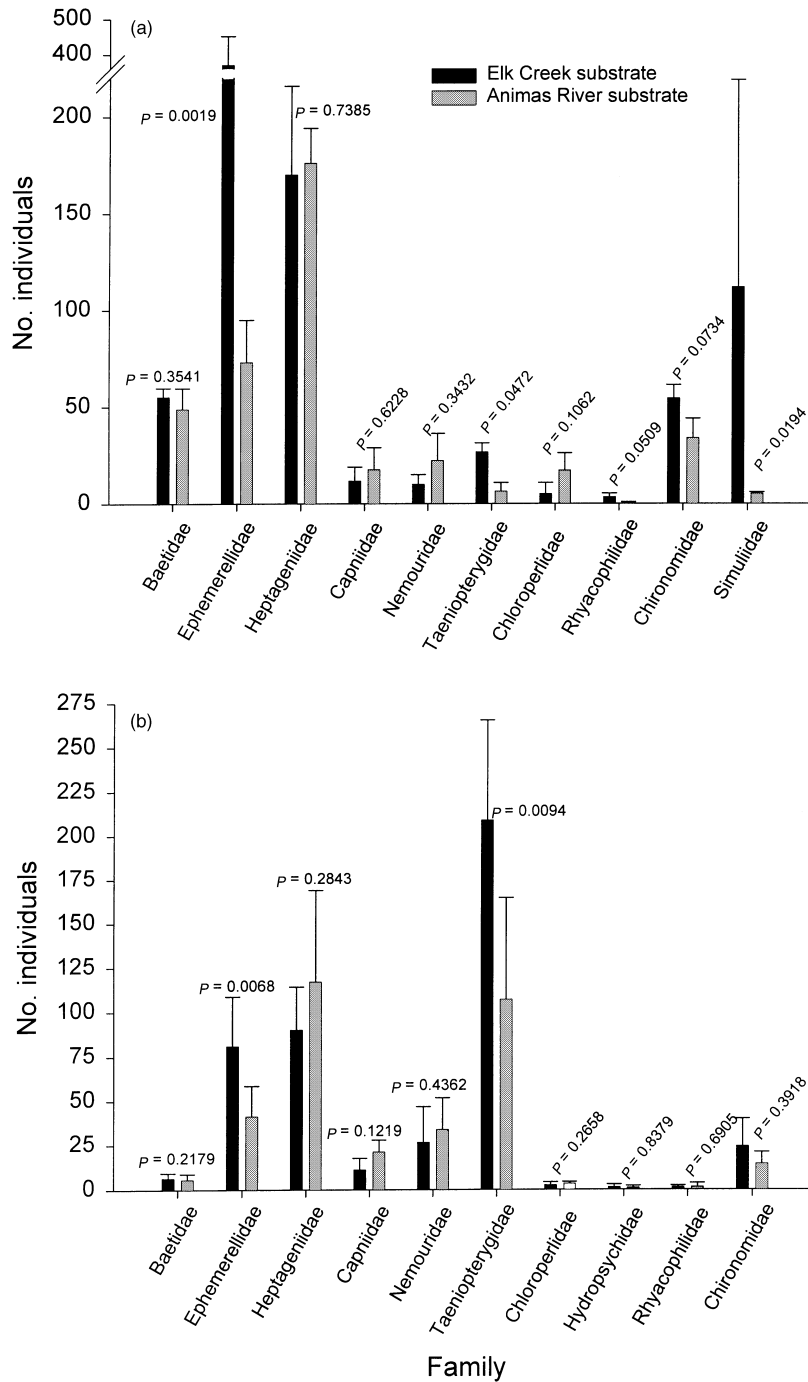 500
(a)
400
Elk Creek substrate
Animas River substrate
200
P = 0.0019
P = 0.7385
150
No. individuals
100
P = 0.3541
P = 0.6228
P = 0.3432
P = 0.0472
P = 0.1062
P = 0.0509
P = 0.0734
P = 0.0194
50
0
Baetidae
Ephemerellidae
Heptageniidae
Capniidae
Nemouridae
Taeniopterygidae
Chloroperlidae
Rhyacophilidae
Chironomidae
Simuliidae
275
(b)
250
225
P = 0.0094
200
175
P = 0.2843
150
No. individuals
125
P = 0.0068
100
75
P = 0.4362
50
P = 0.1219
P = 0.2658
P = 0.8379
P = 0.6905
P = 0.3918
25
P = 0.2179
0
Baetidae
Ephemerellidae
Heptageniidae
Capniidae
Nemouridae
Taeniopterygidae
Chloroperlidae
Hydropsychidae
Rhyacophilidae
Chironomidae
Family